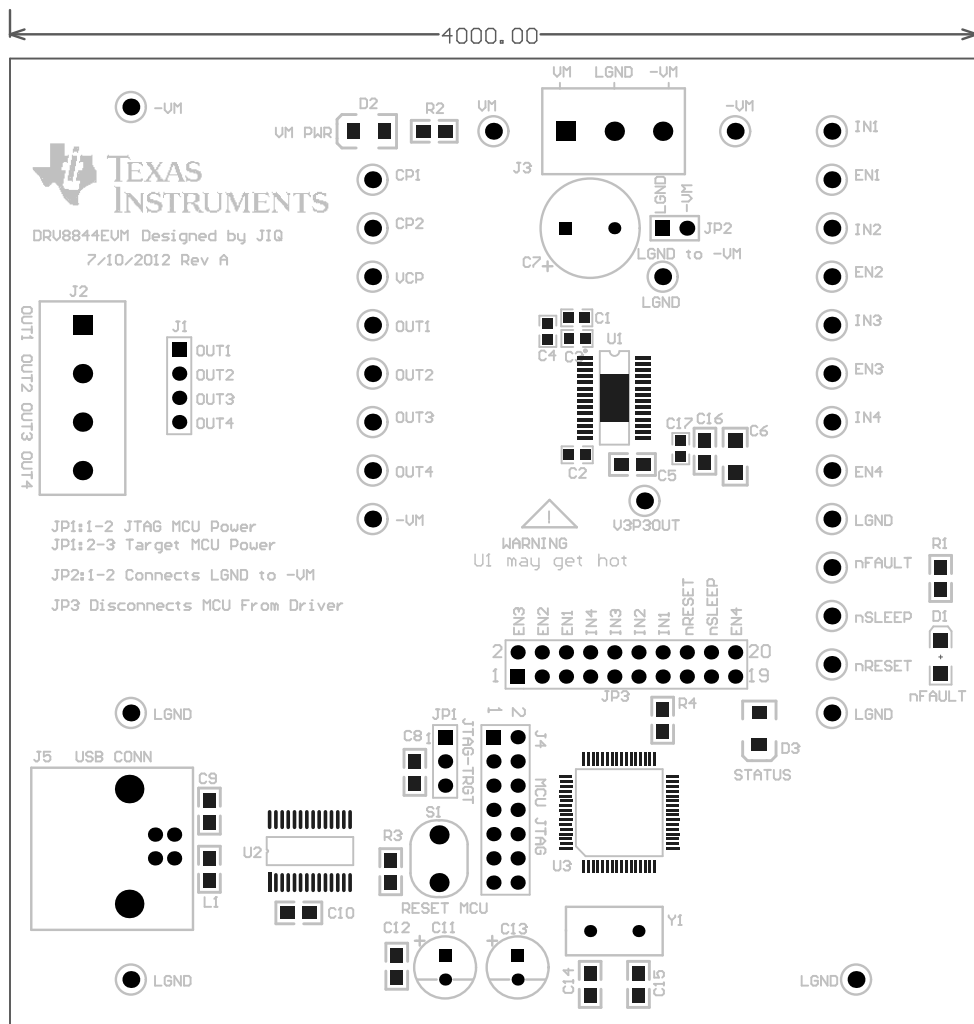 4000.00
VM LGND -VM
-VM
D2
R2
VM
-VM
IN1
VM PWR
J3
TEXAS
INSTRUMENTS
CP1
EN1
LGND
-VM
DRV8844EVM Designed by JIQ
7/10/2012 Rev A
CP2
JP2
IN2
C7+
LGND to -VM
VCP
LGND
EN2
J2
OUT1 OUT2 OUT3 OUT4
J1
OUT1
OUT2
OUT3
OUT4
OUT1
C4
C1
C3
U1
IN3
OUT2
EN3
OUT3
C17
C16
C6
IN4
OUT4
C2
C5
EN4
-VM
V3P3OUT
LGND
JP1:1-2 JTAG MCU Power
JP1:2-3 Target MCU Power
JP2:1-2 Connects LGND to -VM
JP3 Disconnects MCU From Driver
WARNING
U1 may get hot
nFAULT
R1
nSLEEP
D1
+
nRESET
nFAULT
EN3
EN2
EN1
IN4
IN3
IN2
IN1
nRESET
nSLEEP
EN4
2
20
1
19
JP3
R4
LGND
LGND
J5
USB CONN
C9
L1
U2
C10
C8
JP1
1
JTAG-TRGT
1
2
J4
MCU JTAG
D3
STATUS
S1
R3
RESET MCU
U3
C12
+
C11
+
C13
Y1
C14
C15
LGND
LGND